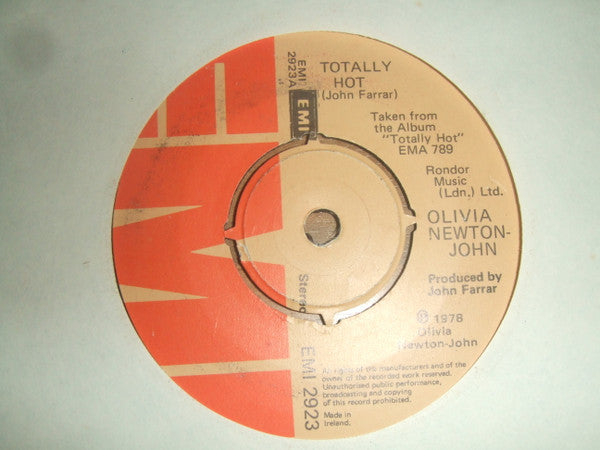 EMI
2923A
EMI
TOTALLY
HOT
(John Farrar)
Taken from
the Album
"Totally Hot"
EMA 789
Rondor
Music
(Ldn.) Ltd.
OLIVIA
NEWTON-
JOHN
Produced by
John Farrar
℗ 1978
Olivia
Newton-John
Stereo
EMI 2923
All rights of the manufacturers and of the
owner of the recorded work reserved.
Unauthorised public performance,
broadcasting and copying
of this record prohibited.
Made in
Ireland.
EMI